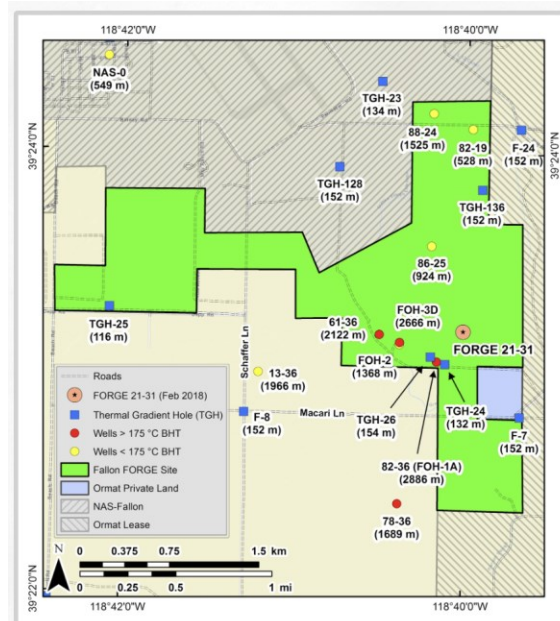 118°42'0"W
118°40'0"W
NAS-0
(549 m)
TGH-23
(134 m)
88-24
(1525 m)
82-19
(528 m)
F-24
(152 m)
39°24'0"N
39°24'0"N
TGH-128
(152 m)
TGH-136
(152 m)
86-25
(924 m)
TGH-25
(116 m)
Schaffer Ln
61-36
(2122 m)
FOH-3D
(2666 m)
FORGE 21-31
FOH-2
(1368 m)
13-36
(1966 m)
F-8
(152 m)
Macari Ln
TGH-26
(154 m)
TGH-24
(132 m)
F-7
(152 m)
82-36 (FOH-1A)
(2886 m)
78-36
(1689 m)
Roads
FORGE 21-31 (Feb 2018)
Thermal Gradient Hole (TGH)
Wells > 175 °C BHT
Wells < 175 °C BHT
Fallon FORGE Site
Ormat Private Land
NAS-Fallon
Ormat Lease
N
0 0.375 0.75 1.5 km
0 0.25 0.5 1 mi
39°22'0"N
118°42'0"W
118°40'0"W